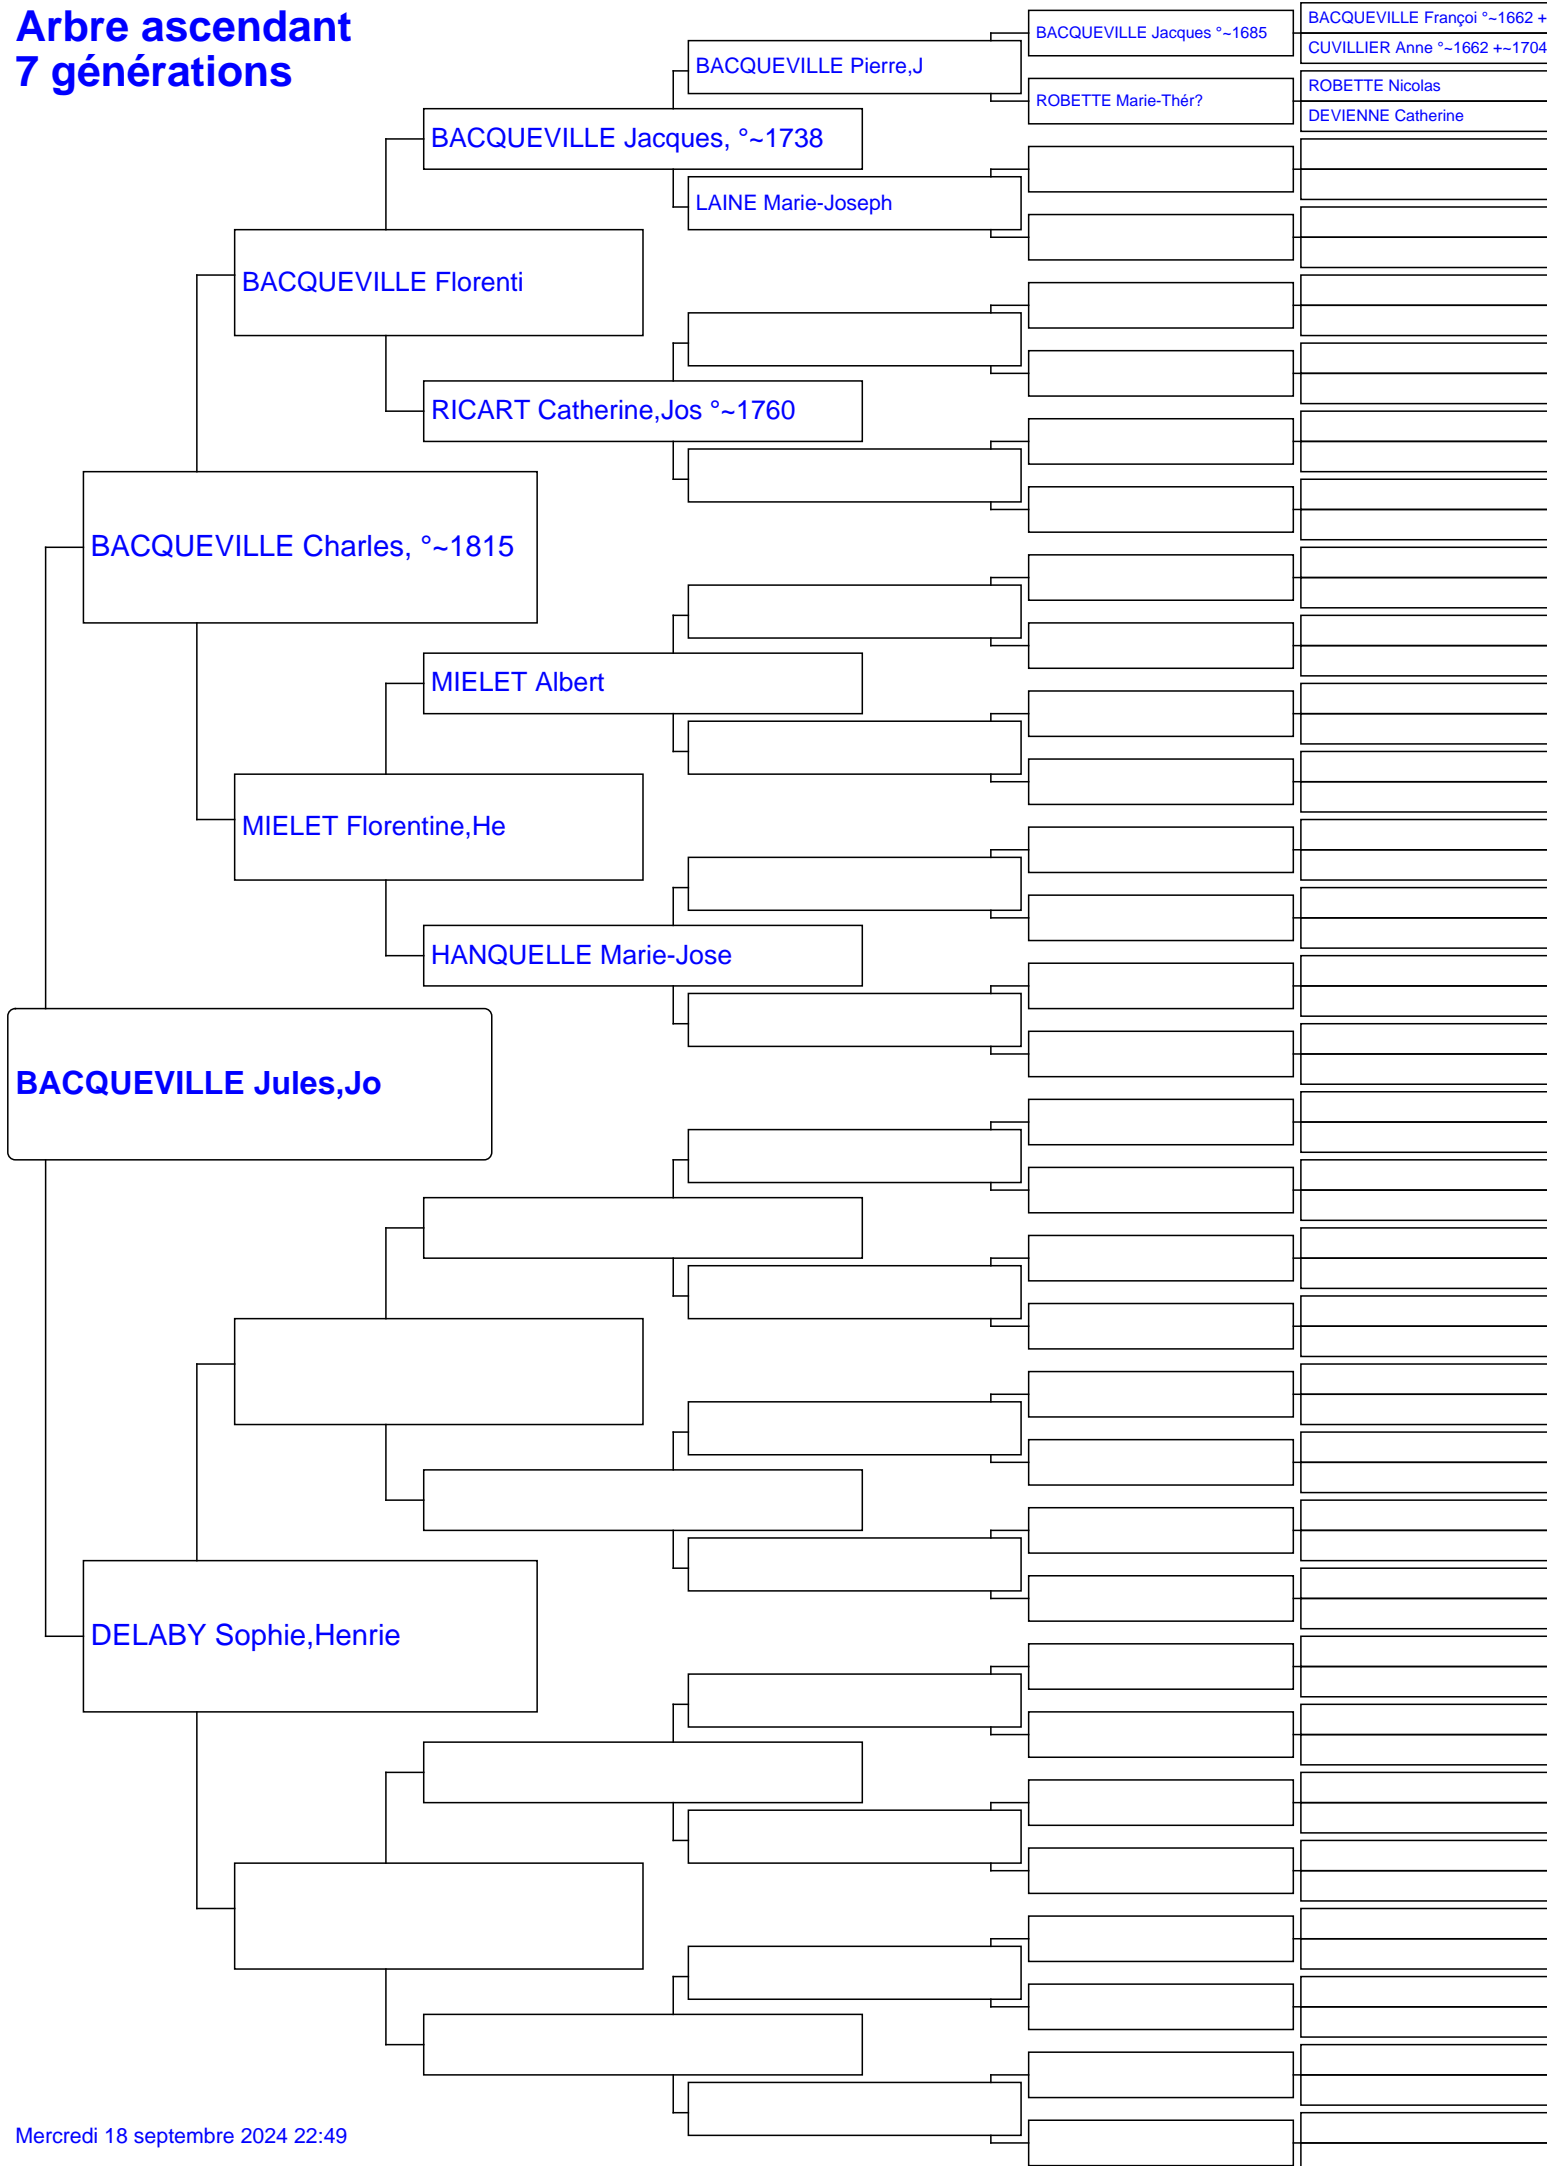 Arbre ascendant
7 générations
BACQUEVILLE Françoi °~1662 +
BACQUEVILLE Jacques °~1685
CUVILLIER Anne °~1662 +~1704
BACQUEVILLE Pierre,J
ROBETTE Nicolas
ROBETTE Marie-Thér?
DEVIENNE Catherine
BACQUEVILLE Jacques, °~1738
LAINE Marie-Joseph
BACQUEVILLE Florenti
RICART Catherine,Jos °~1760
BACQUEVILLE Charles, °~1815
MIELET Albert
MIELET Florentine,He
HANQUELLE Marie-Jose
BACQUEVILLE Jules,Jo
DELABY Sophie,Henrie
Mercredi 18 septembre 2024 22:49